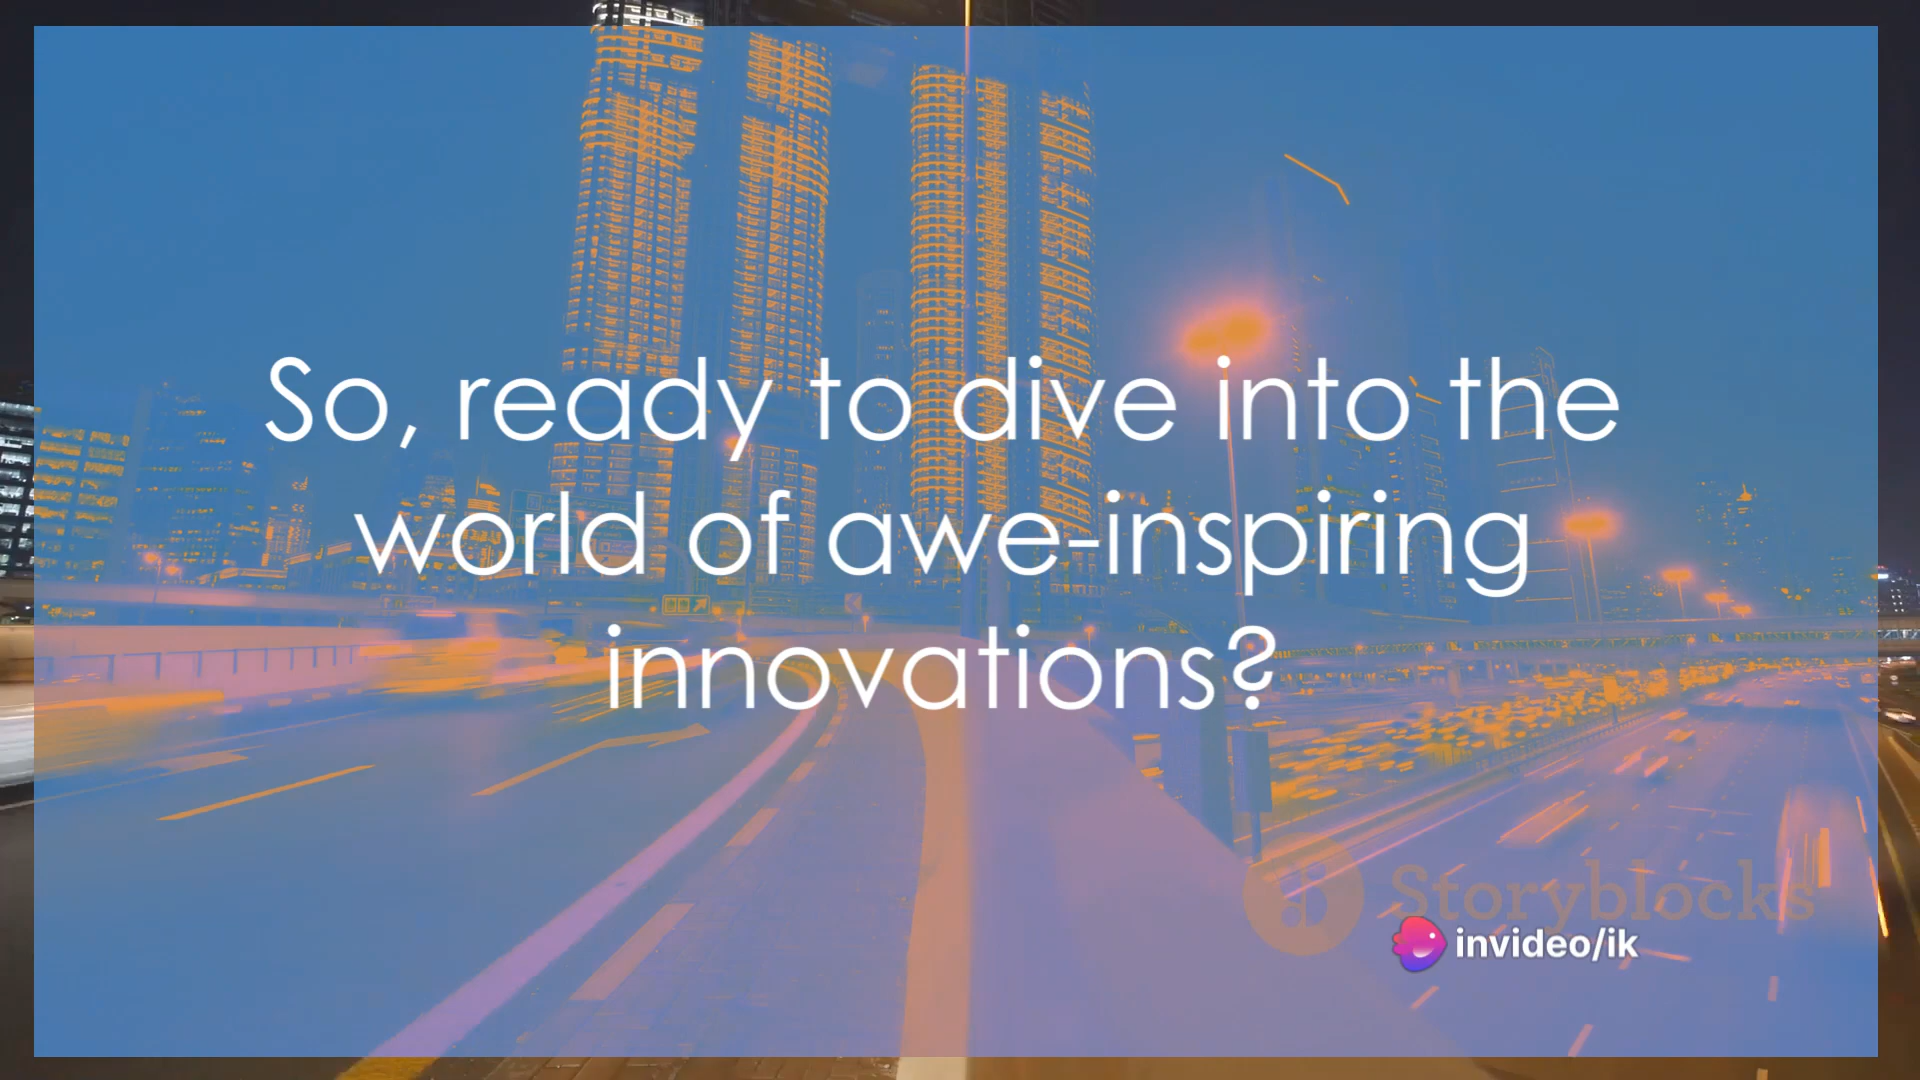 So, ready to dive into the
world of awe-inspiring
innovations?
Storyblocks
invideo/ik